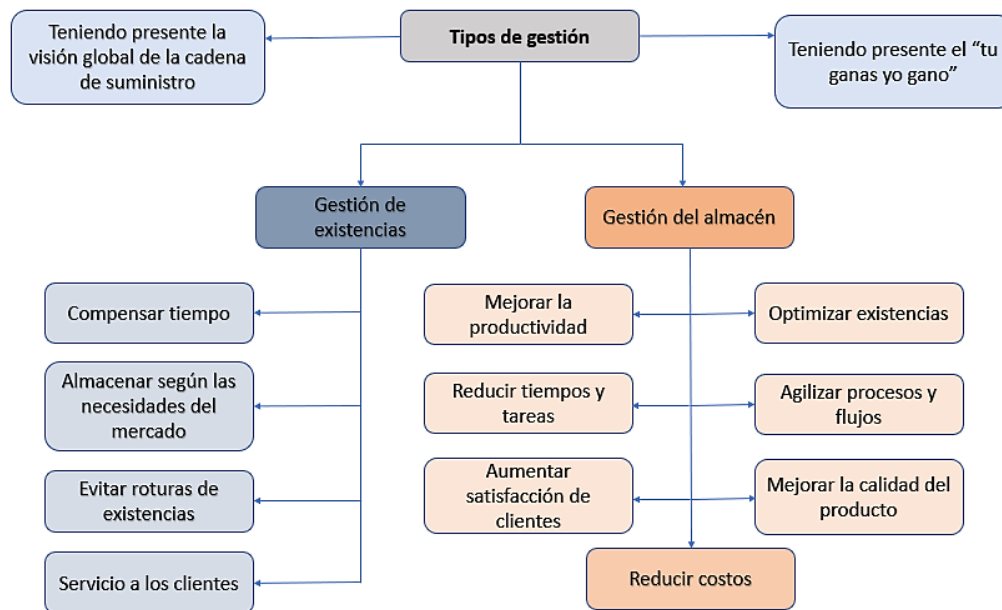 Teniendo presente la
visión global de la cadena
de suministro
Tipos de gestión
Teniendo presente el “tu
ganas yo gano”
Gestión de
existencias
Gestión del almacén
Compensar tiempo
Almacenar según las
necesidades del
mercado
Evitar roturas de
existencias
Servicio a los clientes
Mejorar la
productividad
Optimizar existencias
Reducir tiempos y
tareas
Agilizar procesos y
flujos
Aumentar
satisfacción de
clientes
Mejorar la calidad del
producto
Reducir costos